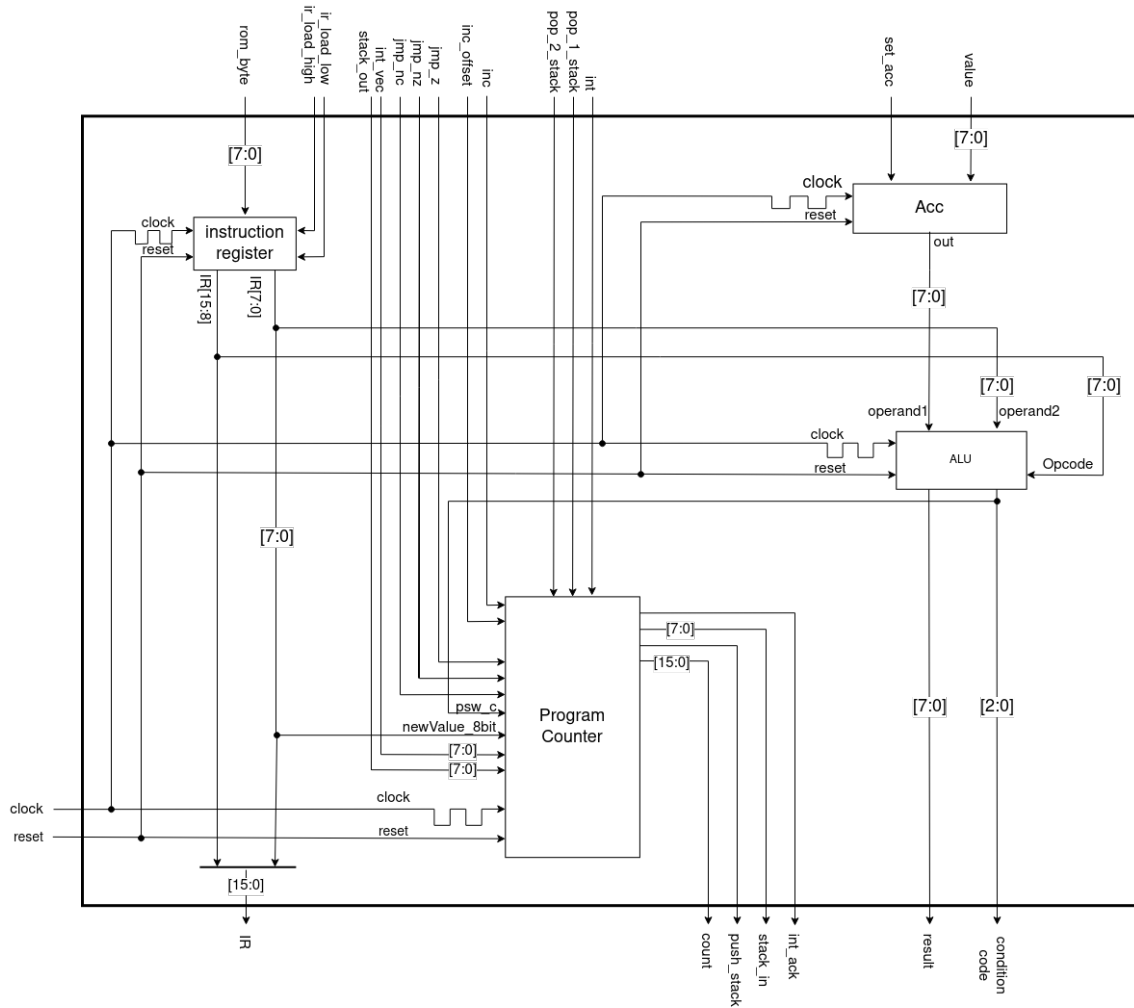 rom_byte
ir_load_low
ir_load_high
stack_out
int_vec
jmp_nc
jmp_nz
jmp_z
inc_offset
inc
pop_2_stack
pop_1_stack
int
set_acc
value
[7:0]
[7:0]
clock
reset
instruction
register
clock
reset
Acc
out
IR[15:8]
IR[7:0]
[7:0]
[7:0]
[7:0]
operand1
operand2
clock
reset
ALU
Opcode
[7:0]
[7:0]
[15:0]
psw_c
newValue_8bit
[7:0]
[7:0]
Program
Counter
[7:0]
[2:0]
clock
clock
reset
reset
[15:0]
IR
count
push_stack
stack_in
int_ack
result
condition
code